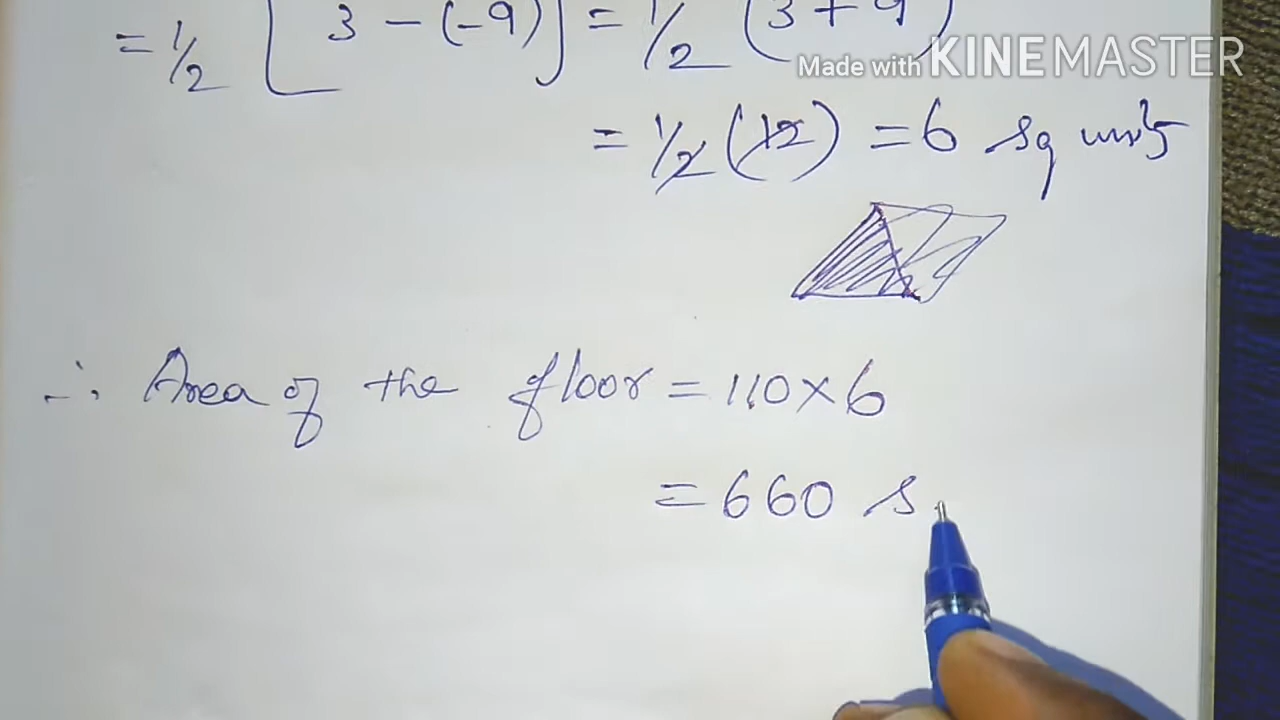 = 1/2 [ 3 - (-9) ] = 1/2 ( 3 + 9 )
Made with KINEMASTER
= 1/2 (12) = 6 sq units
∴ Area of the floor = 110 × 6
= 660 s